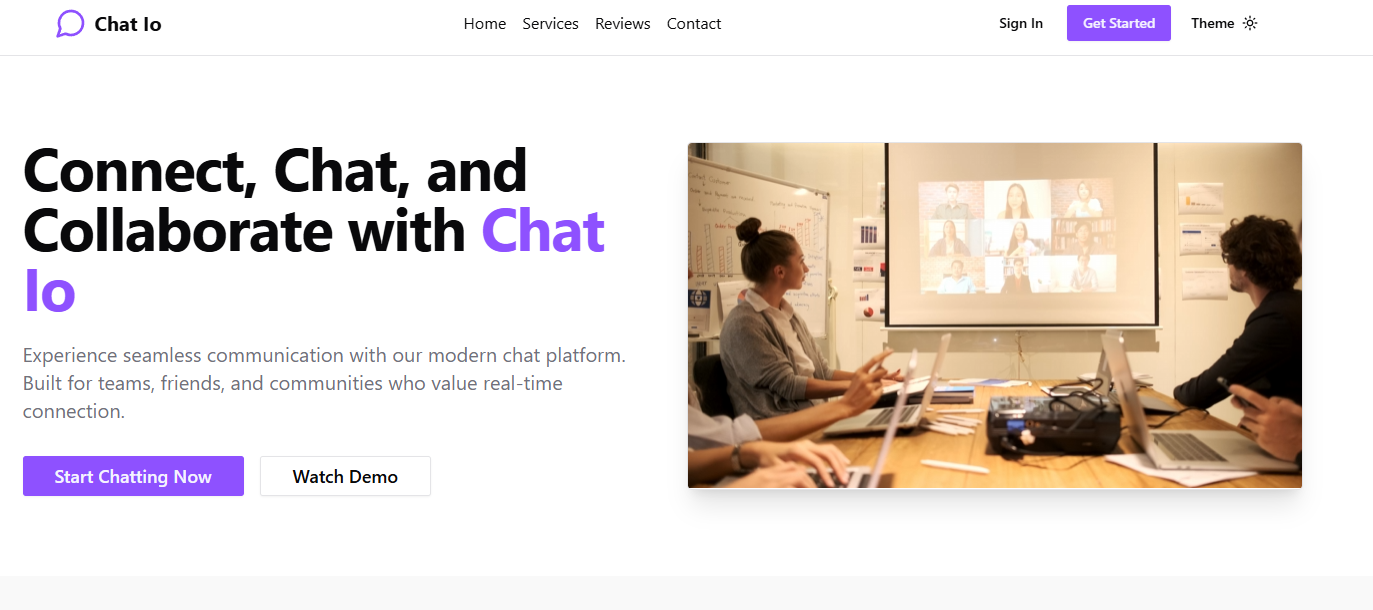 Chat Io
Home Services Reviews Contact
Sign In
Get Started
Theme
Connect, Chat, and
Collaborate with Chat
Io
Experience seamless communication with our modern chat platform.
Built for teams, friends, and communities who value real-time
connection.
Start Chatting Now
Watch Demo